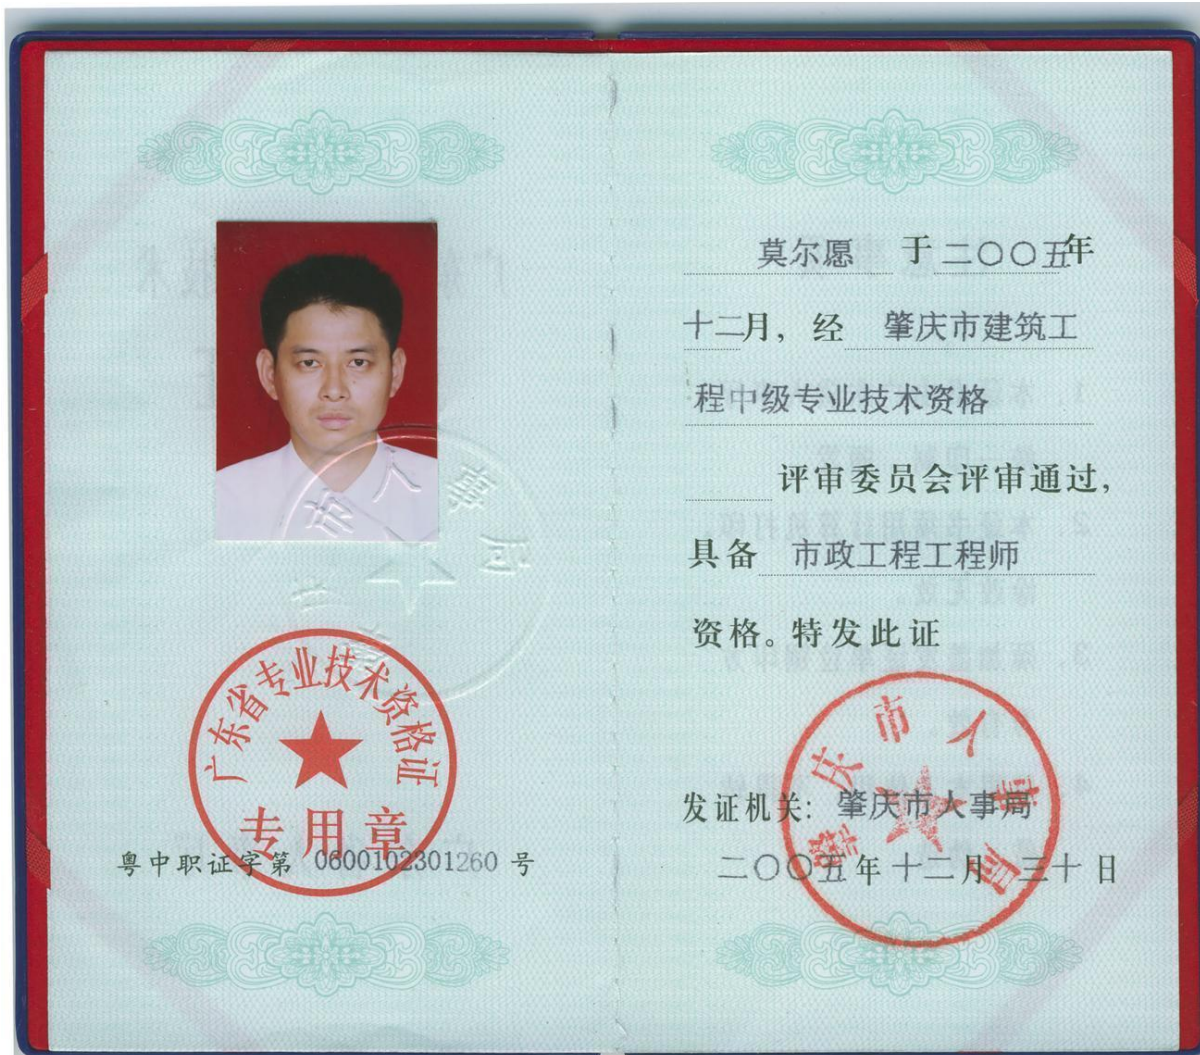 广东省专业技术资格证
专用章
粤中职证字第 0600102301260 号
莫尔愿 于二〇〇五年
十二月，经 肇庆市建筑工
程中级专业技术资格
评审委员会评审通过，
具备 市政工程工程师
资格。特发此证
肇庆市人事局
发证机关：肇庆市人事局
二〇〇五年十二月三十日